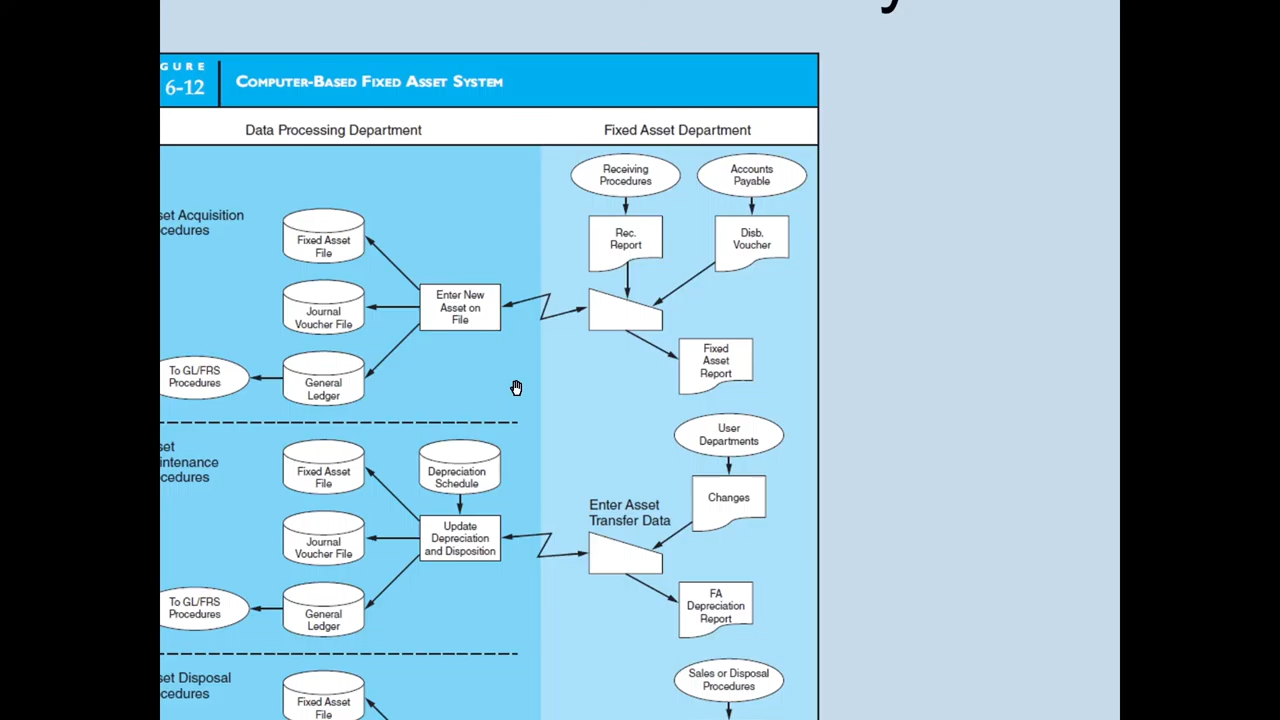 y
GURE
6-12
COMPUTER-BASED FIXED ASSET SYSTEM
Data Processing Department
Fixed Asset Department
Receiving
Procedures
Accounts
Payable
set Acquisition
ocedures
Fixed Asset
File
Rec.
Report
Disb.
Voucher
Journal
Voucher File
Enter New
Asset on
File
To GL/FRS
Procedures
General
Ledger
Fixed
Asset
Report
User
Departments
set
intenance
ocedures
Fixed Asset
File
Depreciation
Schedule
Changes
Enter Asset
Transfer Data
Journal
Voucher File
Update
Depreciation
and Disposition
To GL/FRS
Procedures
General
Ledger
FA
Depreciation
Report
set Disposal
ocedures
Fixed Asset
File
Sales or Disposal
Procedures